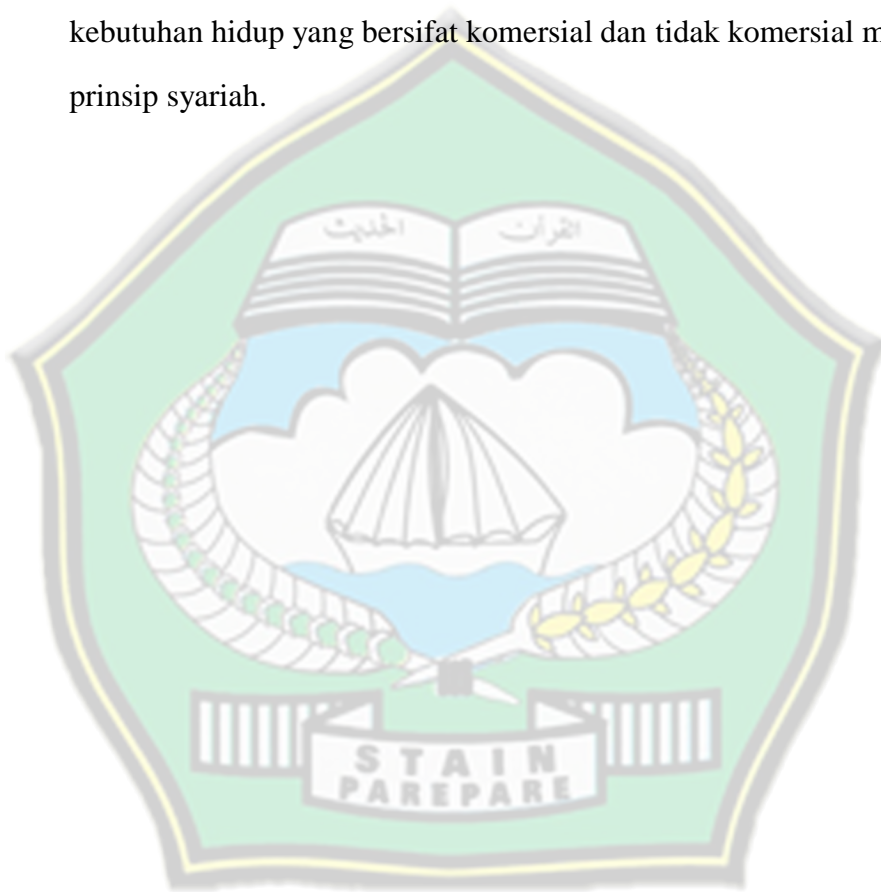 kebutuhan hidup yang bersifat komersial dan tidak komersial m
prinsip syariah.
الحديث القرآن
STAIN
PAREPARE